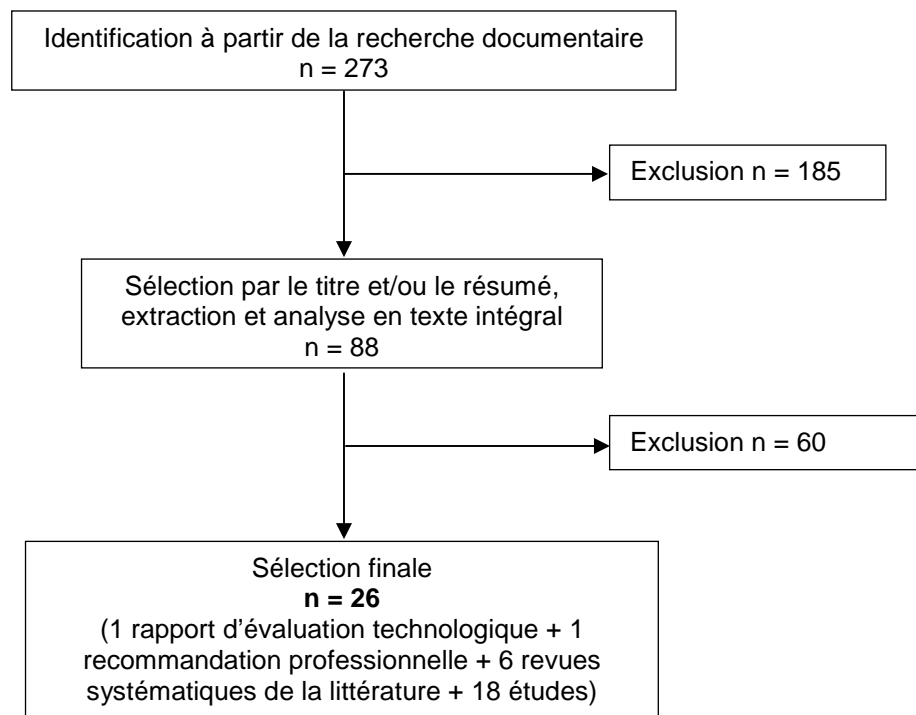 Identification à partir de la recherche documentaire
n = 273
Exclusion n = 185
Sélection par le titre et/ou le résumé,
extraction et analyse en texte intégral
n = 88
Exclusion n = 60
Sélection finale
n = 26
(1 rapport d'évaluation technologique + 1
recommandation professionnelle + 6 revues
systématiques de la littérature + 18 études)